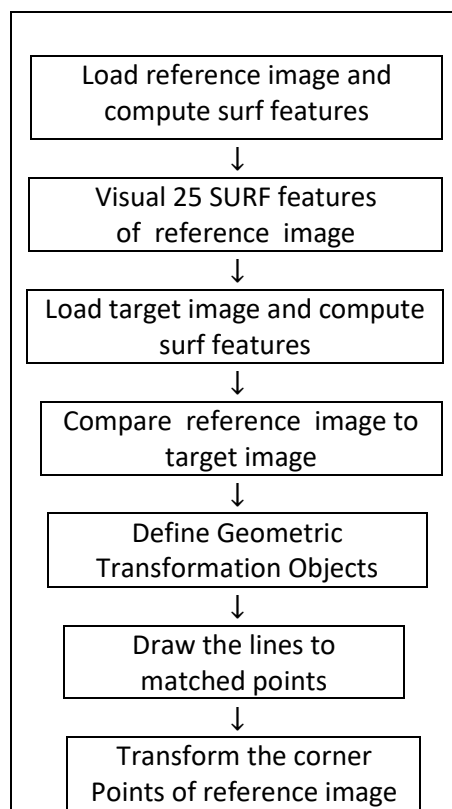 Load reference image and
compute surf features
↓
Visual 25 SURF features
of reference image
↓
Load target image and compute
surf features
↓
Compare reference image to
target image
↓
Define Geometric
Transformation Objects
↓
Draw the lines to
matched points
↓
Transform the corner
Points of reference image